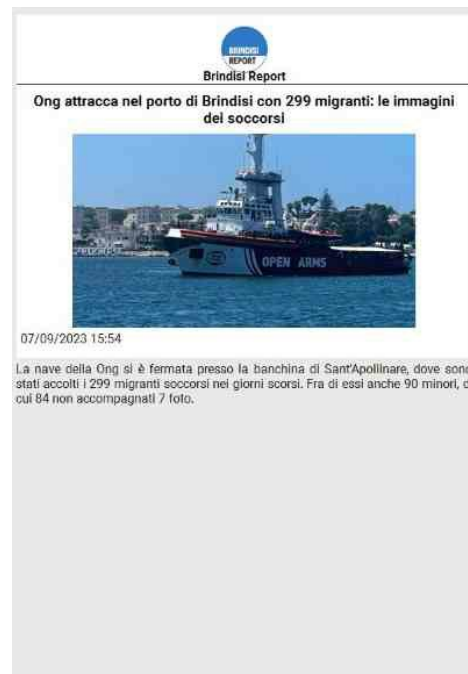 BRINDISI
REPORT
Brindisi Report
Ong attracca nel porto di Brindisi con 299 migranti: le immagini
dei soccorsi
OPEN ARMS
07/09/2023 15:54
La nave della Ong si è fermata presso la banchina di Sant'Apollinare, dove sono
stati accolti i 299 migranti soccorsi nei giorni scorsi. Fra di essi anche 90 minori, d
cui 84 non accompagnati 7 foto.